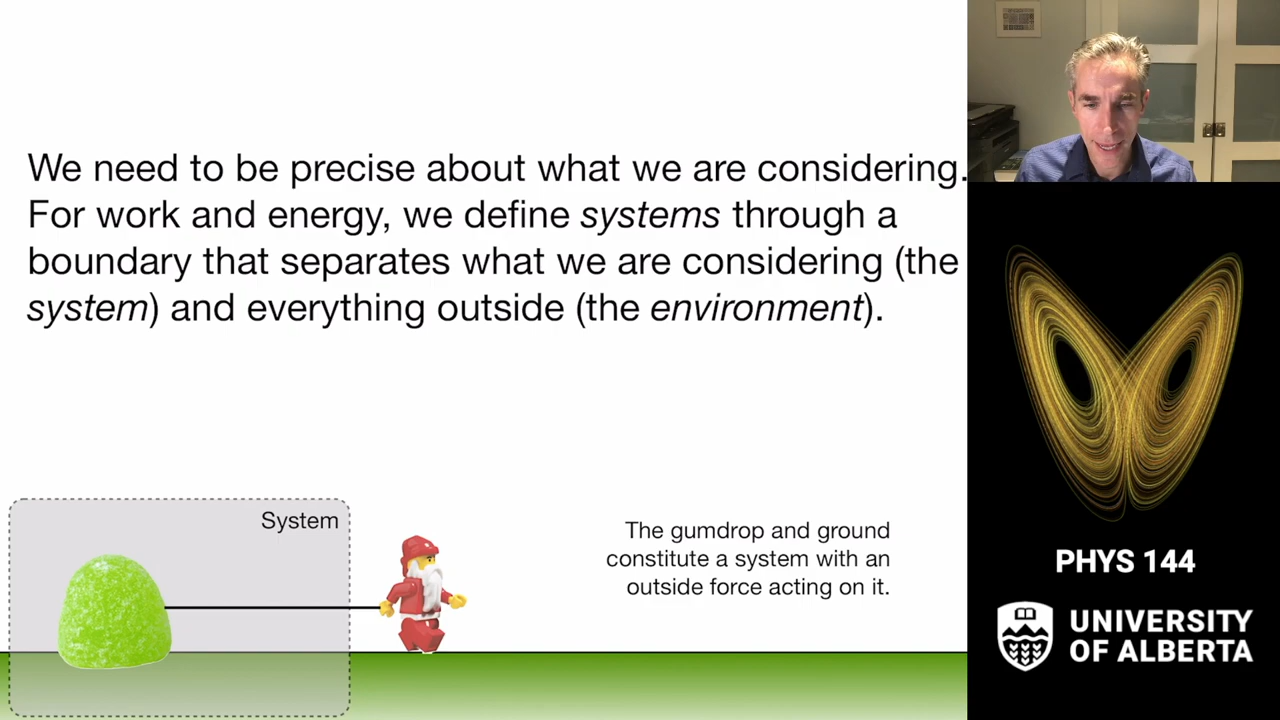 We need to be precise about what we are considering.
For work and energy, we define systems through a
boundary that separates what we are considering (the
system) and everything outside (the environment).
System
The gumdrop and ground
constitute a system with an
outside force acting on it.
PHYS 144
UNIVERSITY
OF ALBERTA